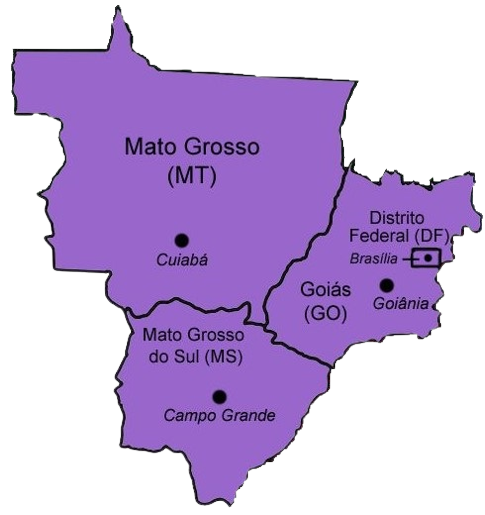 Mato Grosso
(MT)
Cuiabá
Distrito
Federal (DF)
Brasília
Goiás
(GO)
Goiânia
Mato Grosso
do Sul (MS)
Campo Grande